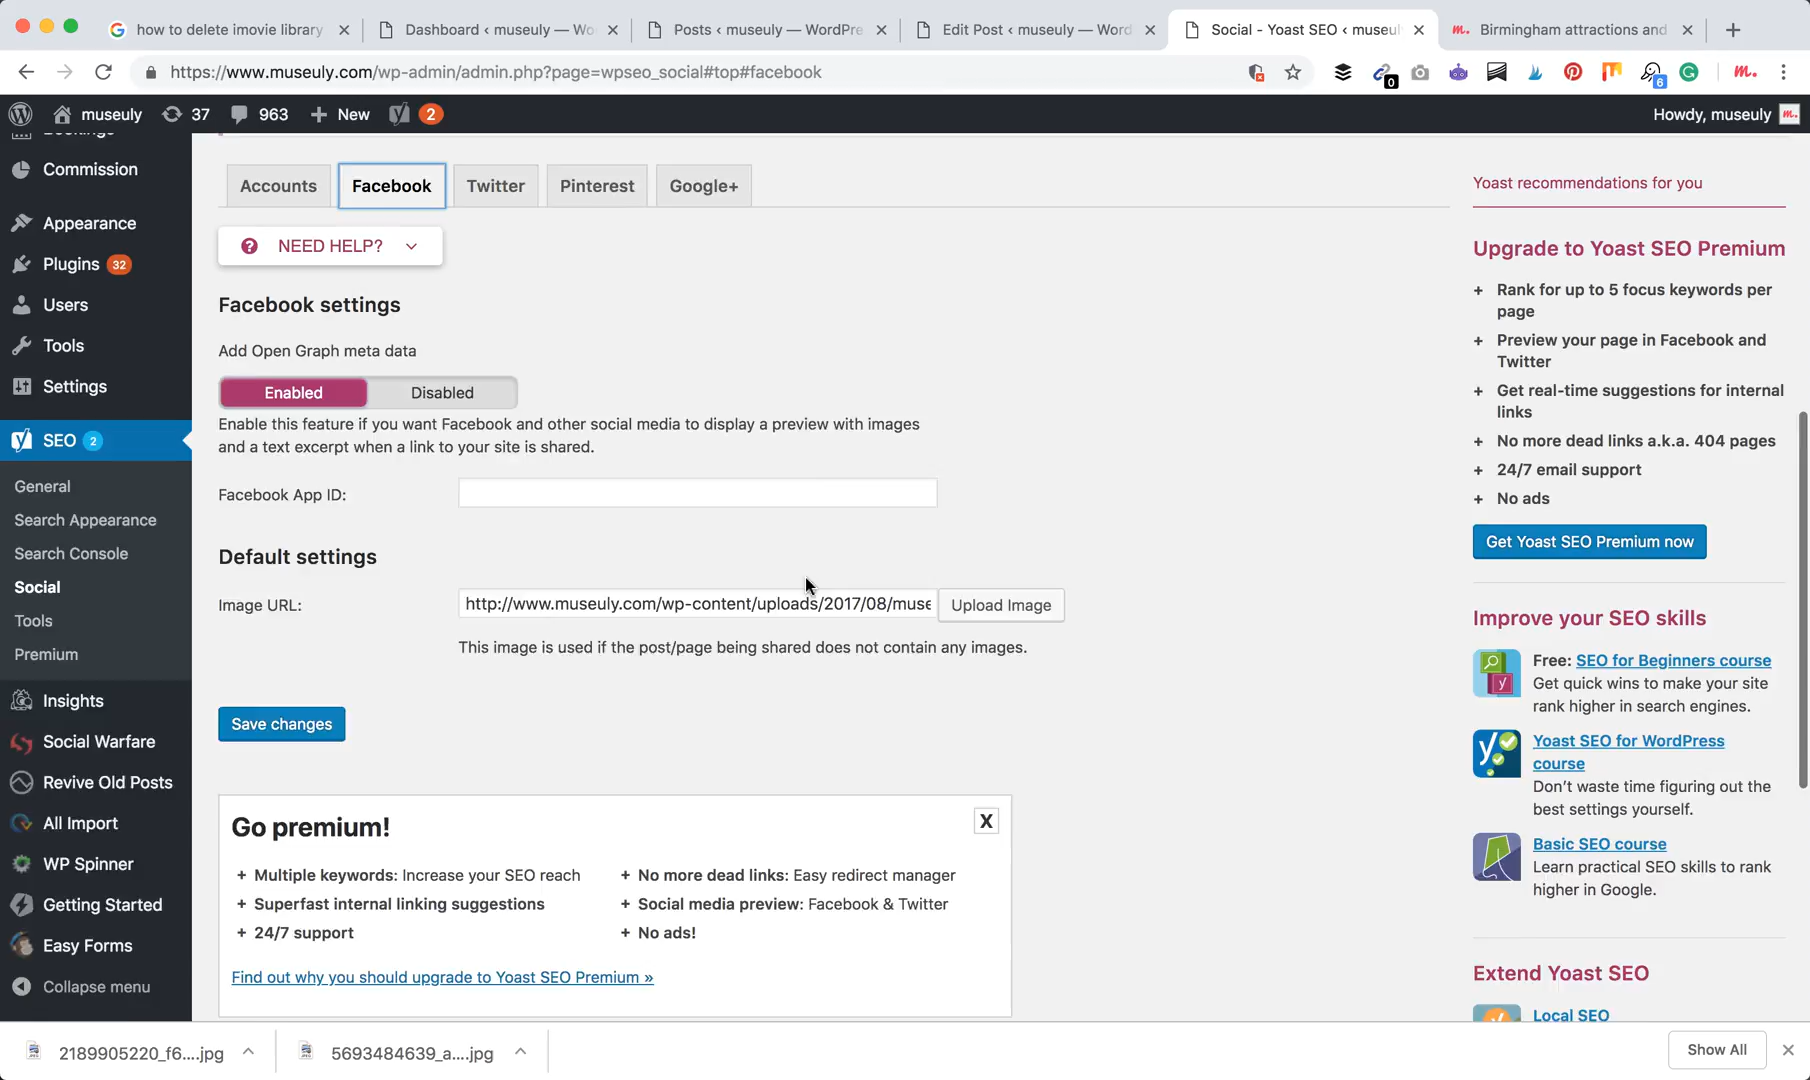 how to delete imovie library
Dashboard ‹ museuly — Wo
Posts ‹ museuly — WordPre
Edit Post ‹ museuly — Word
Social - Yoast SEO ‹ museul
Birmingham attractions and
https://www.museuly.com/wp-admin/admin.php?page=wpseo_social#top#facebook
0
6
m.
museuly
37
963
New
2
Howdy, museuly
Commission
Appearance
Plugins 32
Users
Tools
Settings
SEO 2
General
Search Appearance
Search Console
Social
Tools
Premium
Insights
Social Warfare
Revive Old Posts
All Import
WP Spinner
Getting Started
Easy Forms
Collapse menu
Accounts
Facebook
Twitter
Pinterest
Google+
NEED HELP?
Facebook settings
Add Open Graph meta data
Enabled
Disabled
Enable this feature if you want Facebook and other social media to display a preview with images
and a text excerpt when a link to your site is shared.
Facebook App ID:
Default settings
Image URL:
http://www.museuly.com/wp-content/uploads/2017/08/muse
Upload Image
This image is used if the post/page being shared does not contain any images.
Save changes
Go premium!
X
+ Multiple keywords: Increase your SEO reach
+ Superfast internal linking suggestions
+ 24/7 support
+ No more dead links: Easy redirect manager
+ Social media preview: Facebook & Twitter
+ No ads!
Find out why you should upgrade to Yoast SEO Premium »
Yoast recommendations for you
Upgrade to Yoast SEO Premium
+ Rank for up to 5 focus keywords per
page
+ Preview your page in Facebook and
Twitter
+ Get real-time suggestions for internal
links
+ No more dead links a.k.a. 404 pages
+ 24/7 email support
+ No ads
Get Yoast SEO Premium now
Improve your SEO skills
Free: SEO for Beginners course
Get quick wins to make your site
rank higher in search engines.
Yoast SEO for WordPress
course
Don't waste time figuring out the
best settings yourself.
Basic SEO course
Learn practical SEO skills to rank
higher in Google.
Extend Yoast SEO
Local SEO
2189905220_f6....jpg
5693484639_a....jpg
Show All